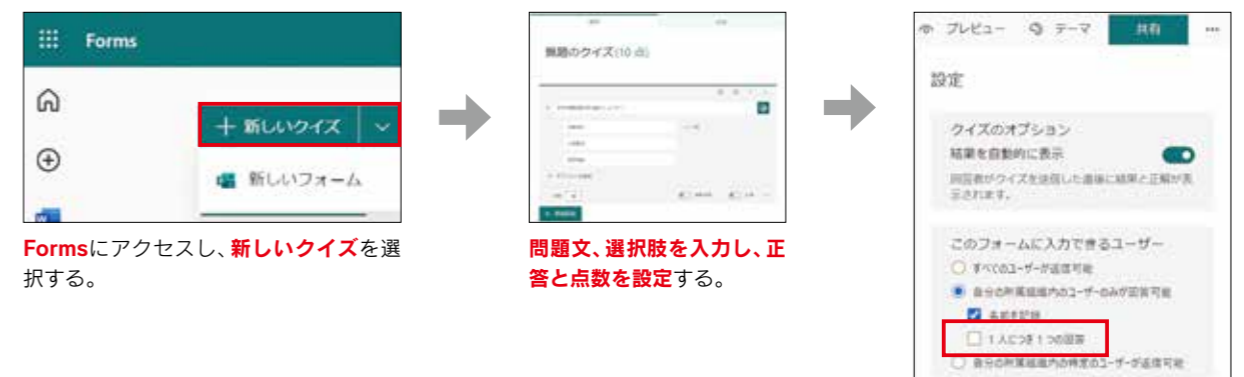 Forms
+ 新しいクイズ
新しいフォーム
Formsにアクセスし、新しいクイズを選
択する。
無題のクイズ(10 点)
問題文、選択肢を入力し、正
答と点数を設定する。
プレビュー テーマ 共有 …
設定
クイズのオプション
結果を自動的に表示
回答者がクイズを送信した直後に結果と正解が表
示されます。
このフォームに入力できるユーザー
すべてのユーザーが返信可能
自分の所属組織内のユーザーのみが回答可能
名前を記録
1 人につき 1 つの回答
自分の所属組織内の特定のユーザーが返信可能